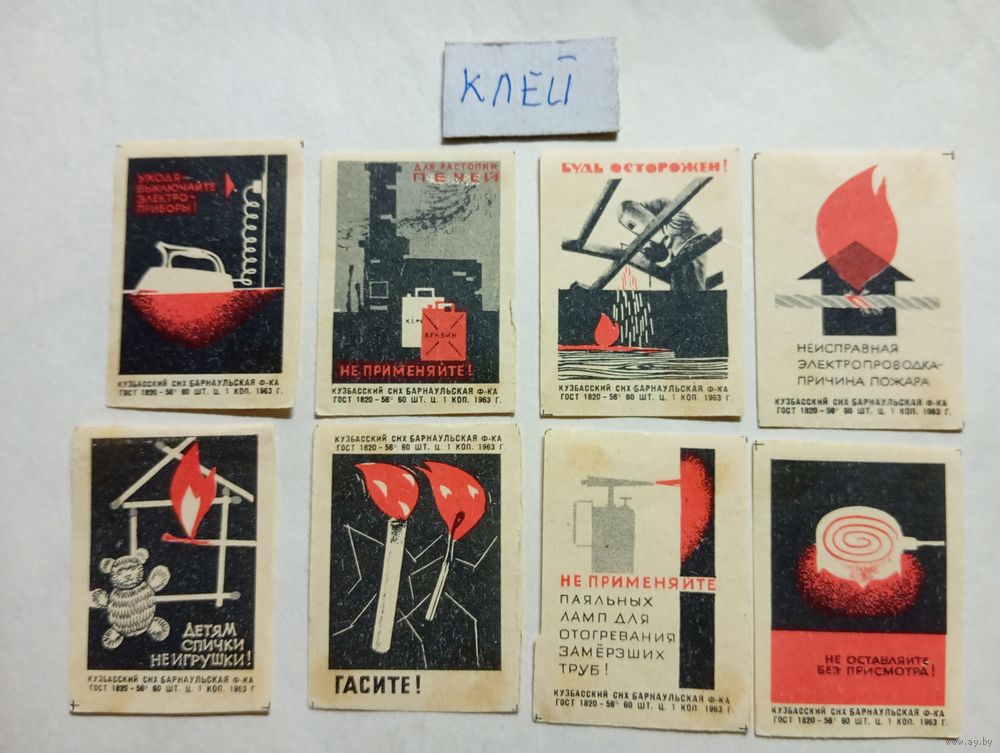 КЛЕЙ
УХОДЯ—
ВЫКЛЮЧАЙТЕ
ЭЛЕКТРО-
ПРИБОРЫ!
КУЗБАССКИЙ СНХ БАРНАУЛЬСКАЯ Ф-КА
ГОСТ 1820-56* 60 ШТ. Ц. 1 КОП. 1963 Г.
ДЛЯ РАСТОПКИ
ПЕЧЕЙ
БЕНЗИН
НЕ ПРИМЕНЯЙТЕ!
КУЗБАССКИЙ СНХ БАРНАУЛЬСКАЯ Ф-КА
ГОСТ 1820-56* 60 ШТ. Ц. 1 КОП. 1963 Г.
БУДЬ ОСТОРОЖЕН!
КУЗБАССКИЙ СНХ БАРНАУЛЬСКАЯ Ф-КА
ГОСТ 1820-56* 60 ШТ. Ц. 1 КОП. 1963 Г.
НЕИСПРАВНАЯ
ЭЛЕКТРОПРОВОДКА-
ПРИЧИНА ПОЖАРА
КУЗБАССКИЙ СНХ БАРНАУЛЬСКАЯ Ф-КА
ГОСТ 1820-56* 60 ШТ. Ц. 1 КОП. 1963 Г.
ДЕТЯМ
СПИЧКИ
НЕ ИГРУШКИ!
КУЗБАССКИЙ СНХ БАРНАУЛЬСКАЯ Ф-КА
ГОСТ 1820-56* 60 ШТ. Ц. 1 КОП. 1963 Г
КУЗБАССКИЙ СНХ БАРНАУЛЬСКАЯ Ф-КА
ГОСТ 1820-56* 60 ШТ. Ц. 1 КОП. 1963 Г
ГАСИТЕ!
НЕ ПРИМЕНЯЙТЕ
ПАЯЛЬНЫХ
ЛАМП ДЛЯ
ОТОГРЕВАНИЯ
ЗАМЁРЗШИХ
ТРУБ!
КУЗБАССКИЙ СНХ БАРНАУЛЬСКАЯ Ф-КА
ГОСТ 1820-56* 60 ШТ. Ц. 1 КОП. 1963 Г.
НЕ ОСТАВЛЯЙТЕ
БЕЗ ПРИСМОТРА!
КУЗБАССКИЙ СНХ БАРНАУЛЬСКАЯ Ф-КА
ГОСТ 1820-56* 60 ШТ. Ц. 1 КОП. 1963 Г.
www.ay.by